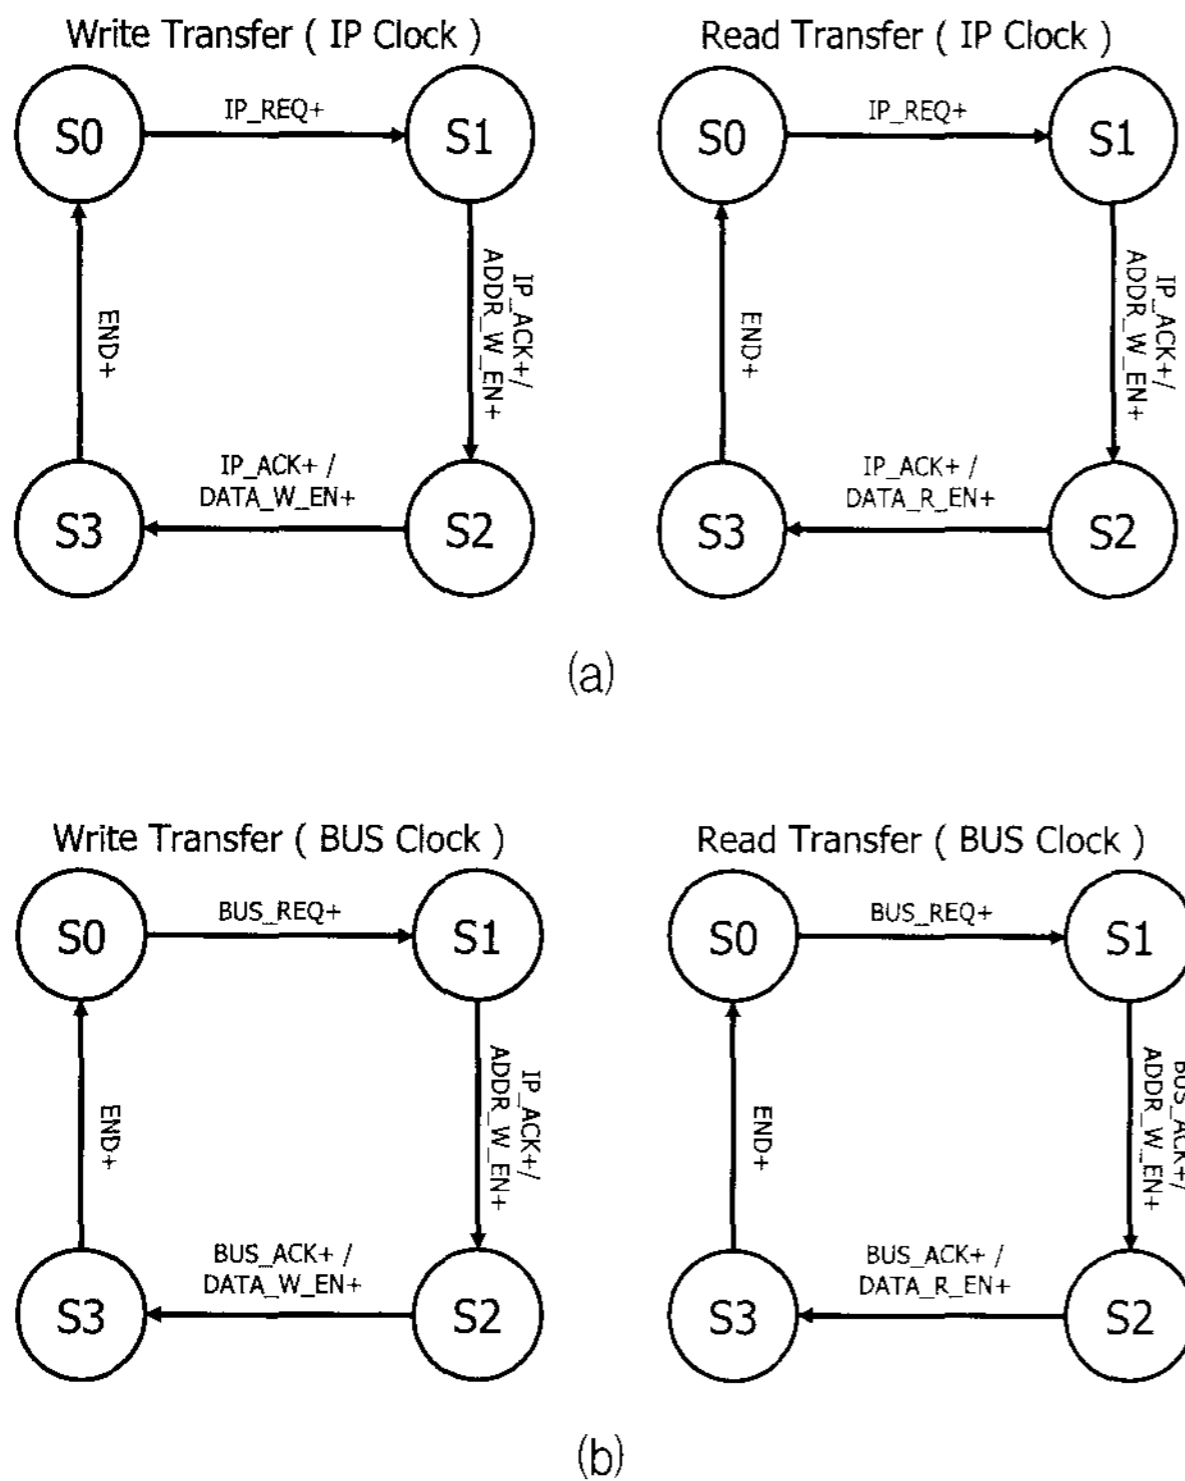 Write Transfer ( IP Clock )
S0
IP_REQ+
S1
IP_ACK+/
ADDR_W_EN+
S2
IP_ACK+ /
DATA_W_EN+
S3
END+
Read Transfer ( IP Clock )
S0
IP_REQ+
S1
IP_ACK+/
ADDR_W_EN+
S2
IP_ACK+ /
DATA_R_EN+
S3
END+
(a)
Write Transfer ( BUS Clock )
S0
BUS_REQ+
S1
IP_ACK+/
ADDR_W_EN+
S2
BUS_ACK+ /
DATA_W_EN+
S3
END+
Read Transfer ( BUS Clock )
S0
BUS_REQ+
S1
BUS_ACK+/
ADDR_W_EN+
S2
BUS_ACK+ /
DATA_R_EN+
S3
END+
(b)